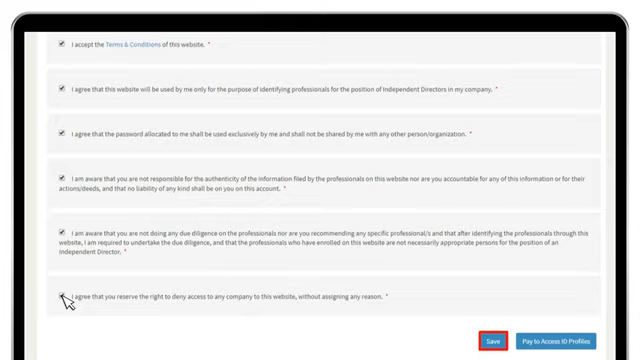 I accept the Terms & Conditions of this website. *
I agree that this website will be used by me only for the purpose of identifying professionals for the position of Independent Directors in my company. *
I agree that the password allocated to me shall be used exclusively by me and shall not be shared by me with any other person/organization. *
I am aware that you are not responsible for the authenticity of the information filed by the professionals on this website nor are you accountable for any of this information or for their
actions/deeds, and that no liability of any kind shall be on you on this account. *
I am aware that you are not doing any due diligence on the professionals nor are you recommending any specific professional/s and that after identifying the professionals through this
website, I am required to undertake the due diligence, and that the professionals who have enrolled on this website are not necessarily appropriate persons for the position of an
Independent Director. *
I agree that you reserve the right to deny access to any company to this website, without assigning any reason. *
Save
Pay to Access ID Profiles